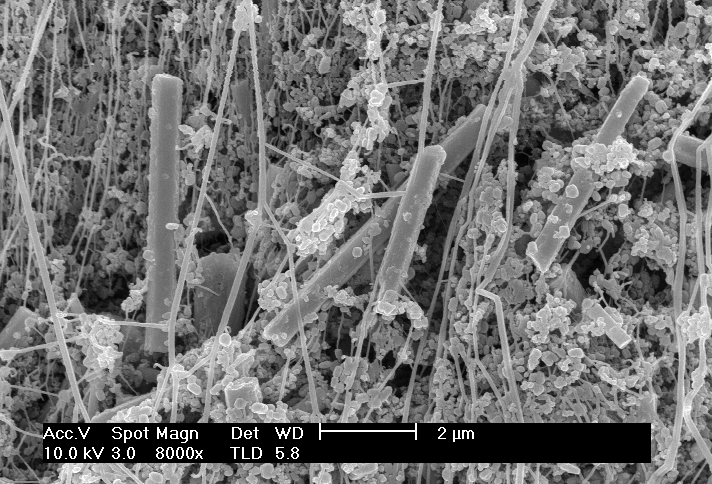 Acc.V Spot Magn Det WD 2 µm
10.0 kV 3.0 8000x TLD 5.8